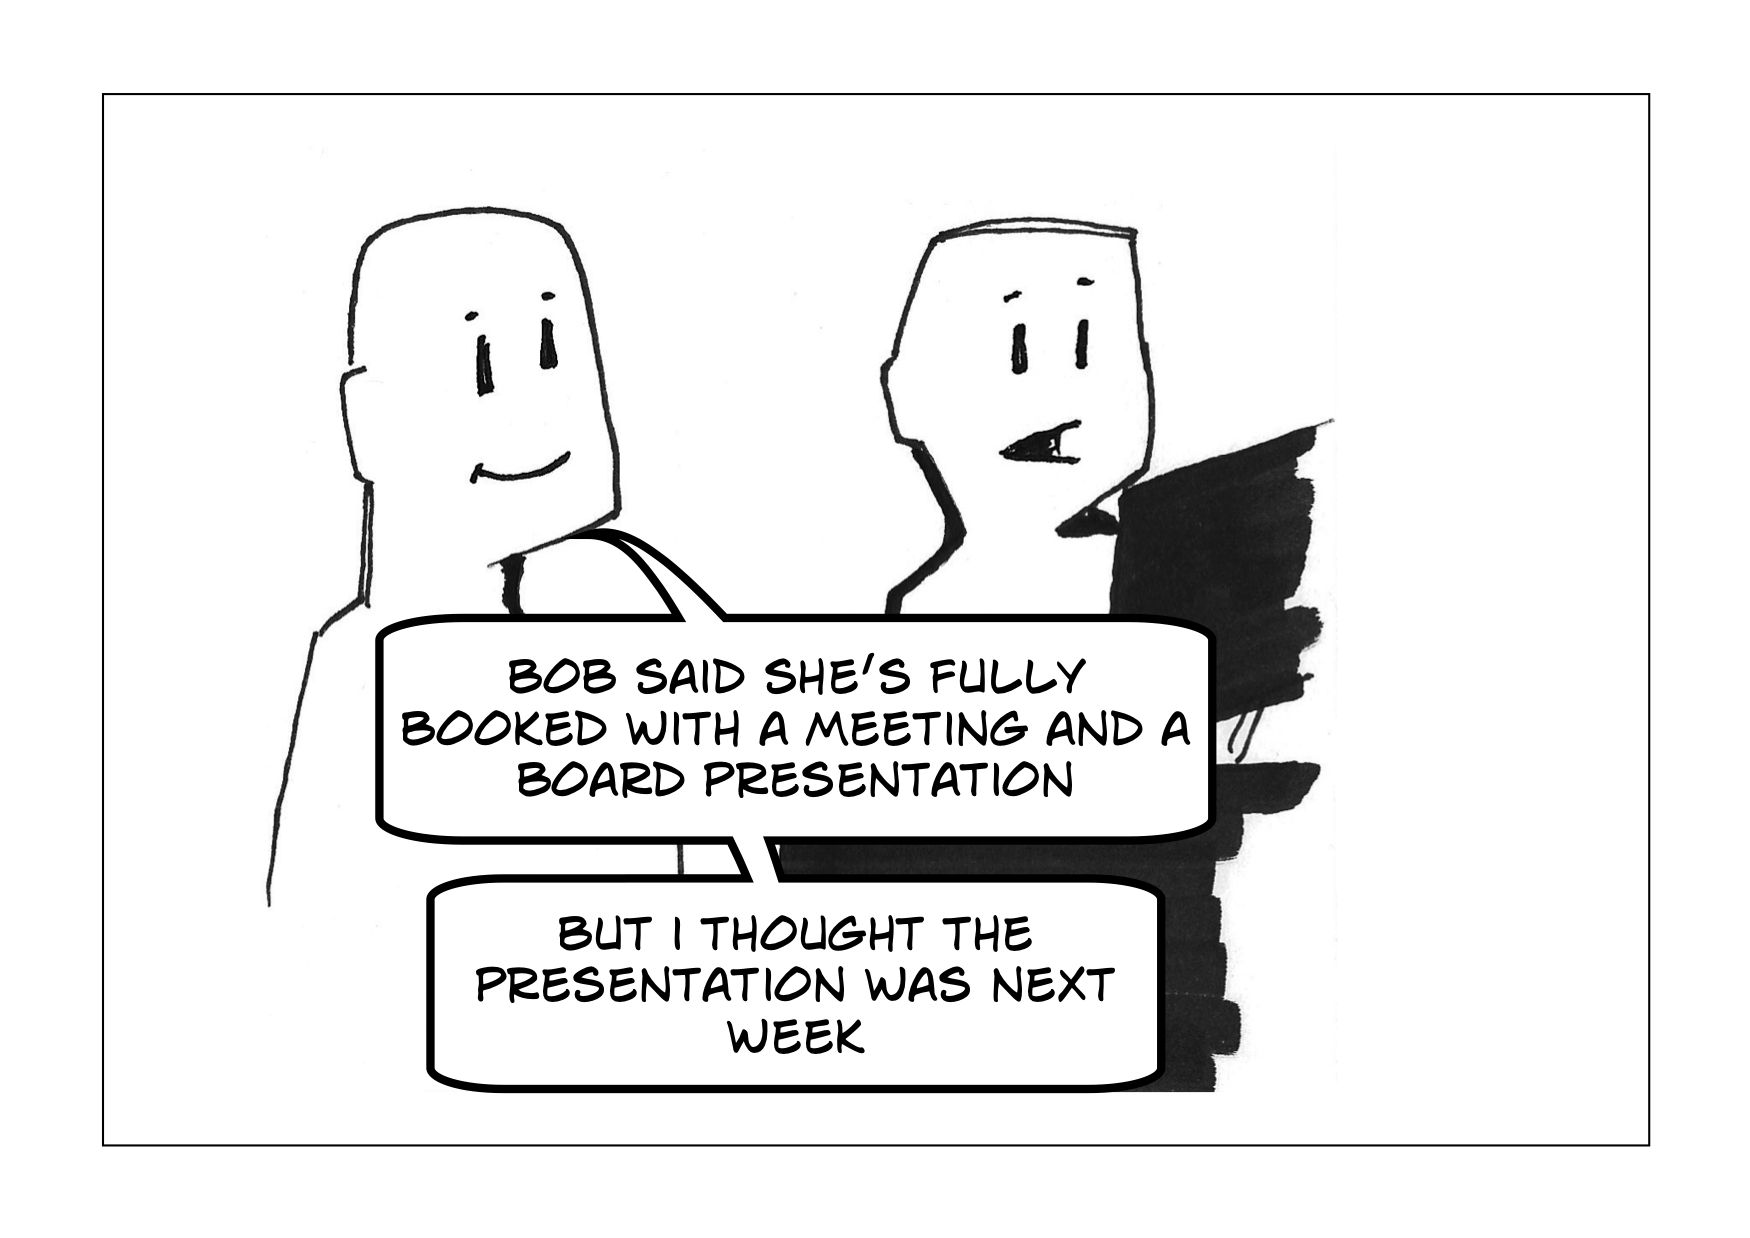 BOB SAID SHE'S FULLY
BOOKED WITH A MEETING AND A
BOARD PRESENTATION
BUT I THOUGHT THE
PRESENTATION WAS NEXT
WEEK